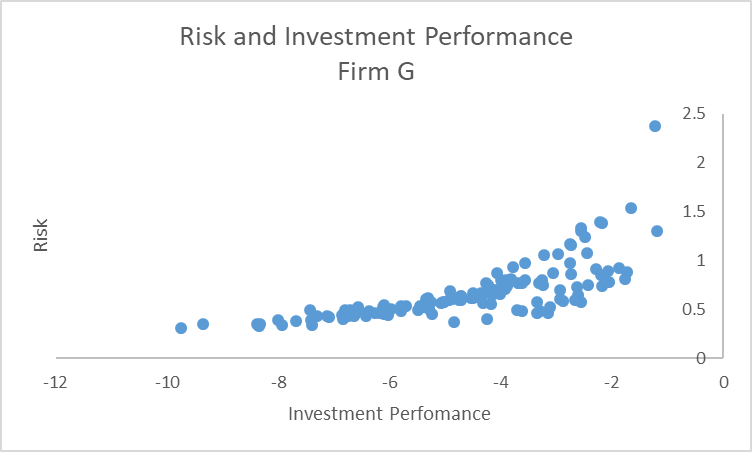 Risk and Investment Performance
Firm G
2.5
2
1.5
1
0.5
0
-12 -10 -8 -6 -4 -2 0
Risk
Investment Perfomance